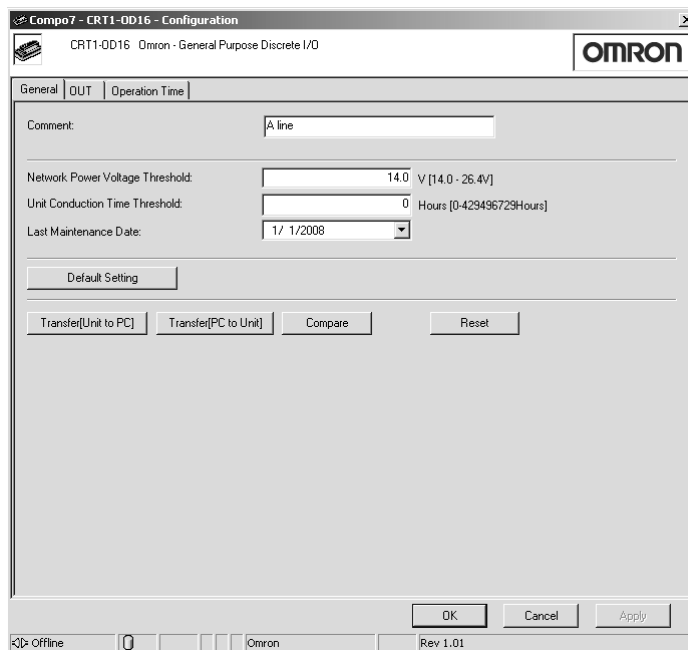 Compo7 - CRT1-OD16 - Configuration
CRT1-OD16 Omron - General Purpose Discrete I/O
OMRON
General OUT Operation Time
Comment: A line
Network Power Voltage Threshold: 14.0 V [14.0 - 26.4V]
Unit Conduction Time Threshold: 0 Hours [0-429496729Hours]
Last Maintenance Date: 1/ 1/2008
Default Setting
Transfer[Unit to PC] Transfer[PC to Unit] Compare Reset
OK Cancel Apply
Offline Omron Rev 1.01